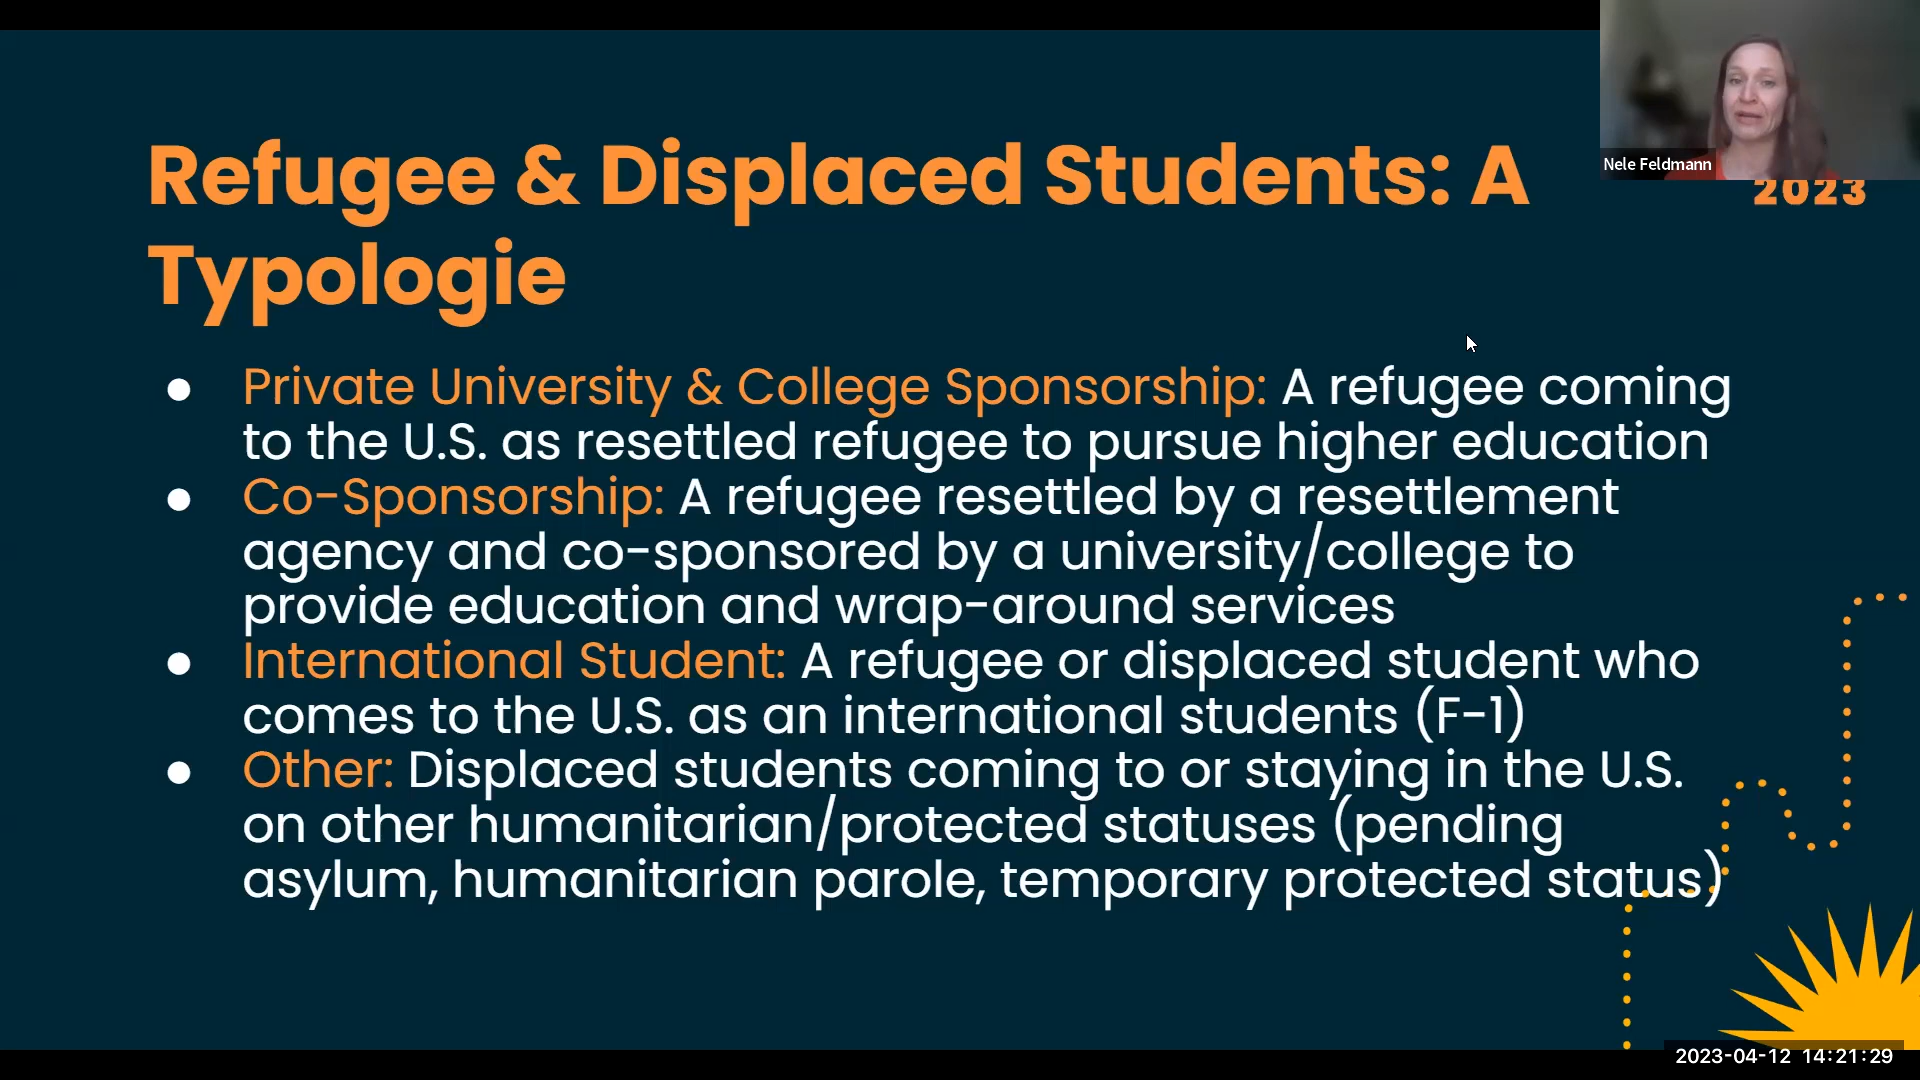 Refugee & Displaced Students: A
Typologie
Nele Feldmann
2023
● Private University & College Sponsorship: A refugee coming
to the U.S. as resettled refugee to pursue higher education
● Co-Sponsorship: A refugee resettled by a resettlement
agency and co-sponsored by a university/college to
provide education and wrap-around services
● International Student: A refugee or displaced student who
comes to the U.S. as an international students (F-1)
● Other: Displaced students coming to or staying in the U.S.
on other humanitarian/protected statuses (pending
asylum, humanitarian parole, temporary protected status)
2023-04-12 14:21:29